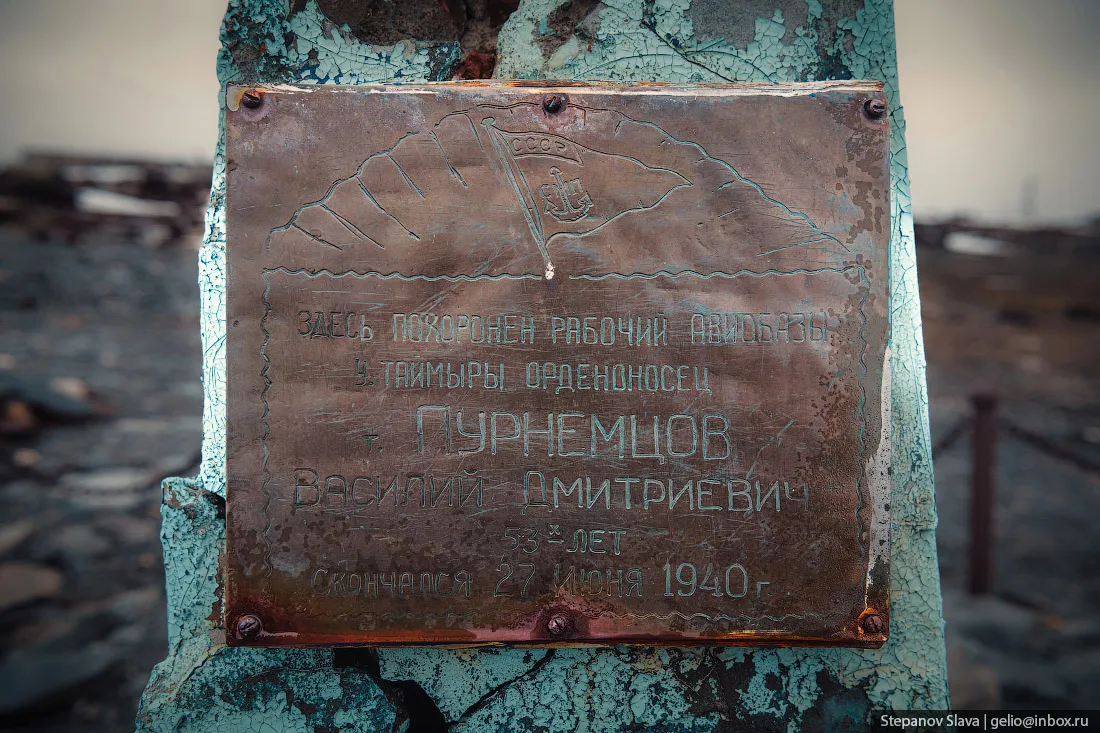 СССР
ЗДЕСЬ ПОХОРОНЕН РАБОЧИЙ АВИОБАЗЫ
У. ТАЙМЫРЫ ОРДЕНОНОСЕЦ
т. ПУРНЕМЦОВ
ВАСИЛИЙ ДМИТРИЕВИЧ
53х ЛЕТ
СКОНЧАЛСЯ 27 ИЮНЯ 1940 г
Stepanov Slava | gelio@inbox.ru